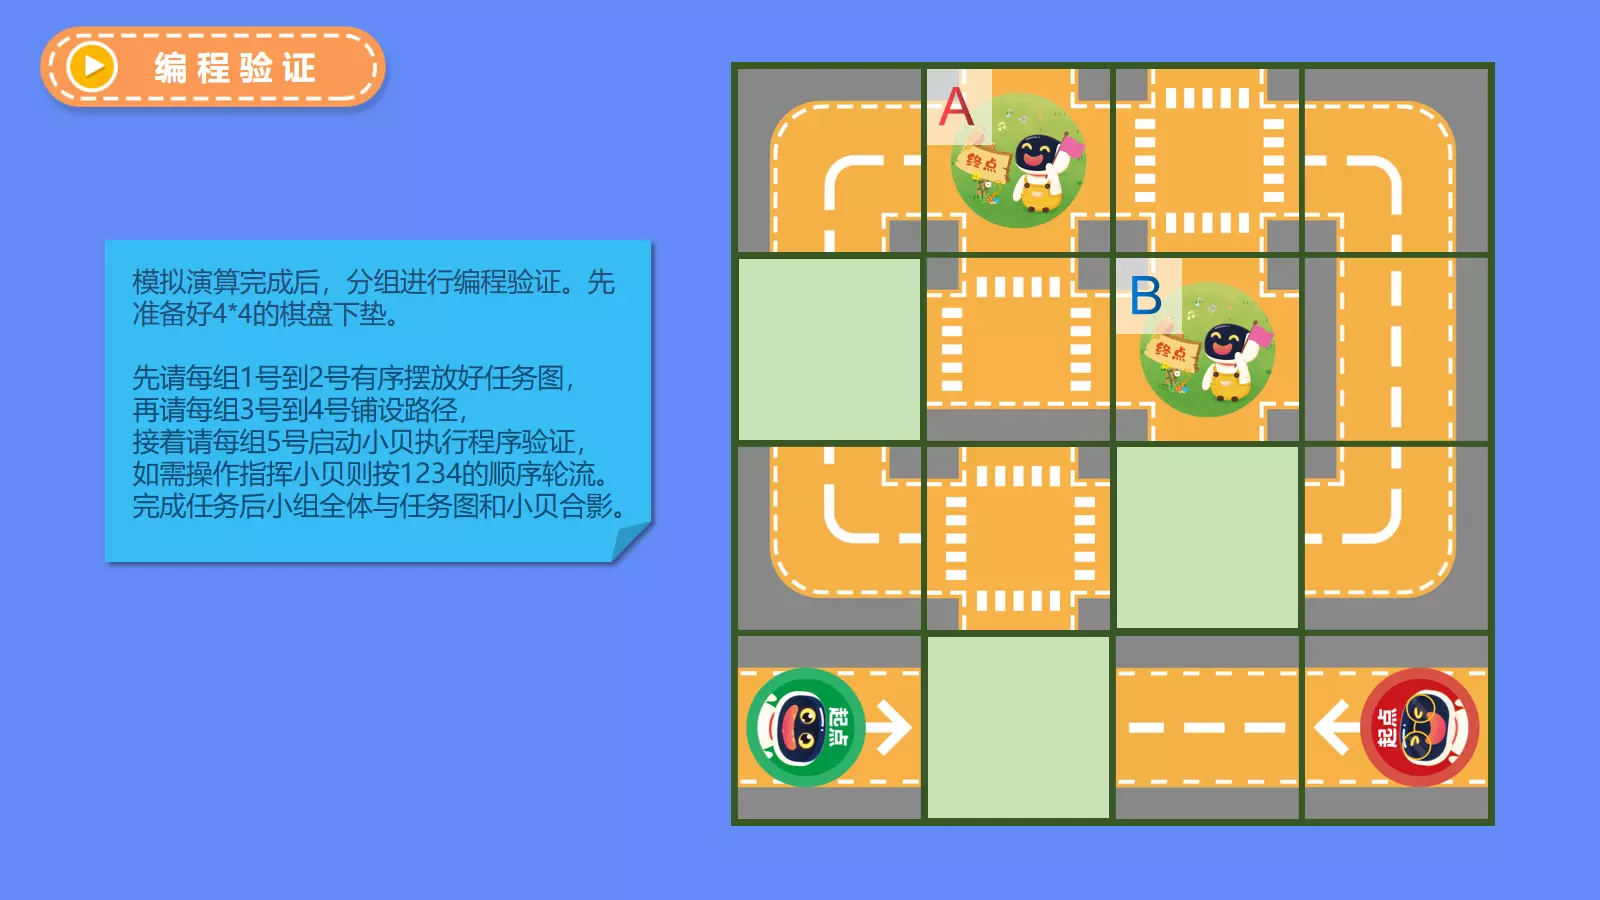 编程验证
模拟演算完成后，分组进行编程验证。先
准备好4*4的棋盘下垫。
先请每组1号到2号有序摆放好任务图，
再请每组3号到4号铺设路径，
接着请每组5号启动小贝执行程序验证，
如需操作指挥小贝则按1234的顺序轮流。
完成任务后小组全体与任务图和小贝合影。
A
终点
B
终点
起点
起点